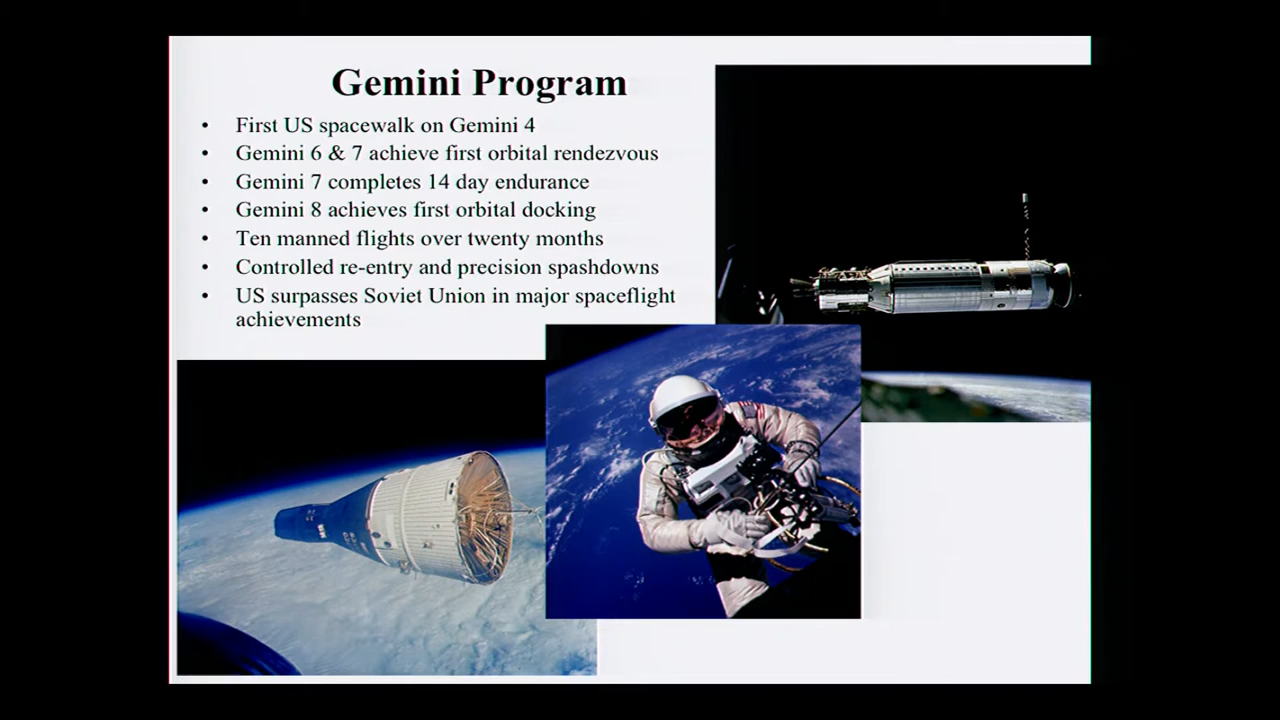 Gemini Program
• First US spacewalk on Gemini 4
• Gemini 6 & 7 achieve first orbital rendezvous
• Gemini 7 completes 14 day endurance
• Gemini 8 achieves first orbital docking
• Ten manned flights over twenty months
• Controlled re-entry and precision spashdowns
• US surpasses Soviet Union in major spaceflight
achievements